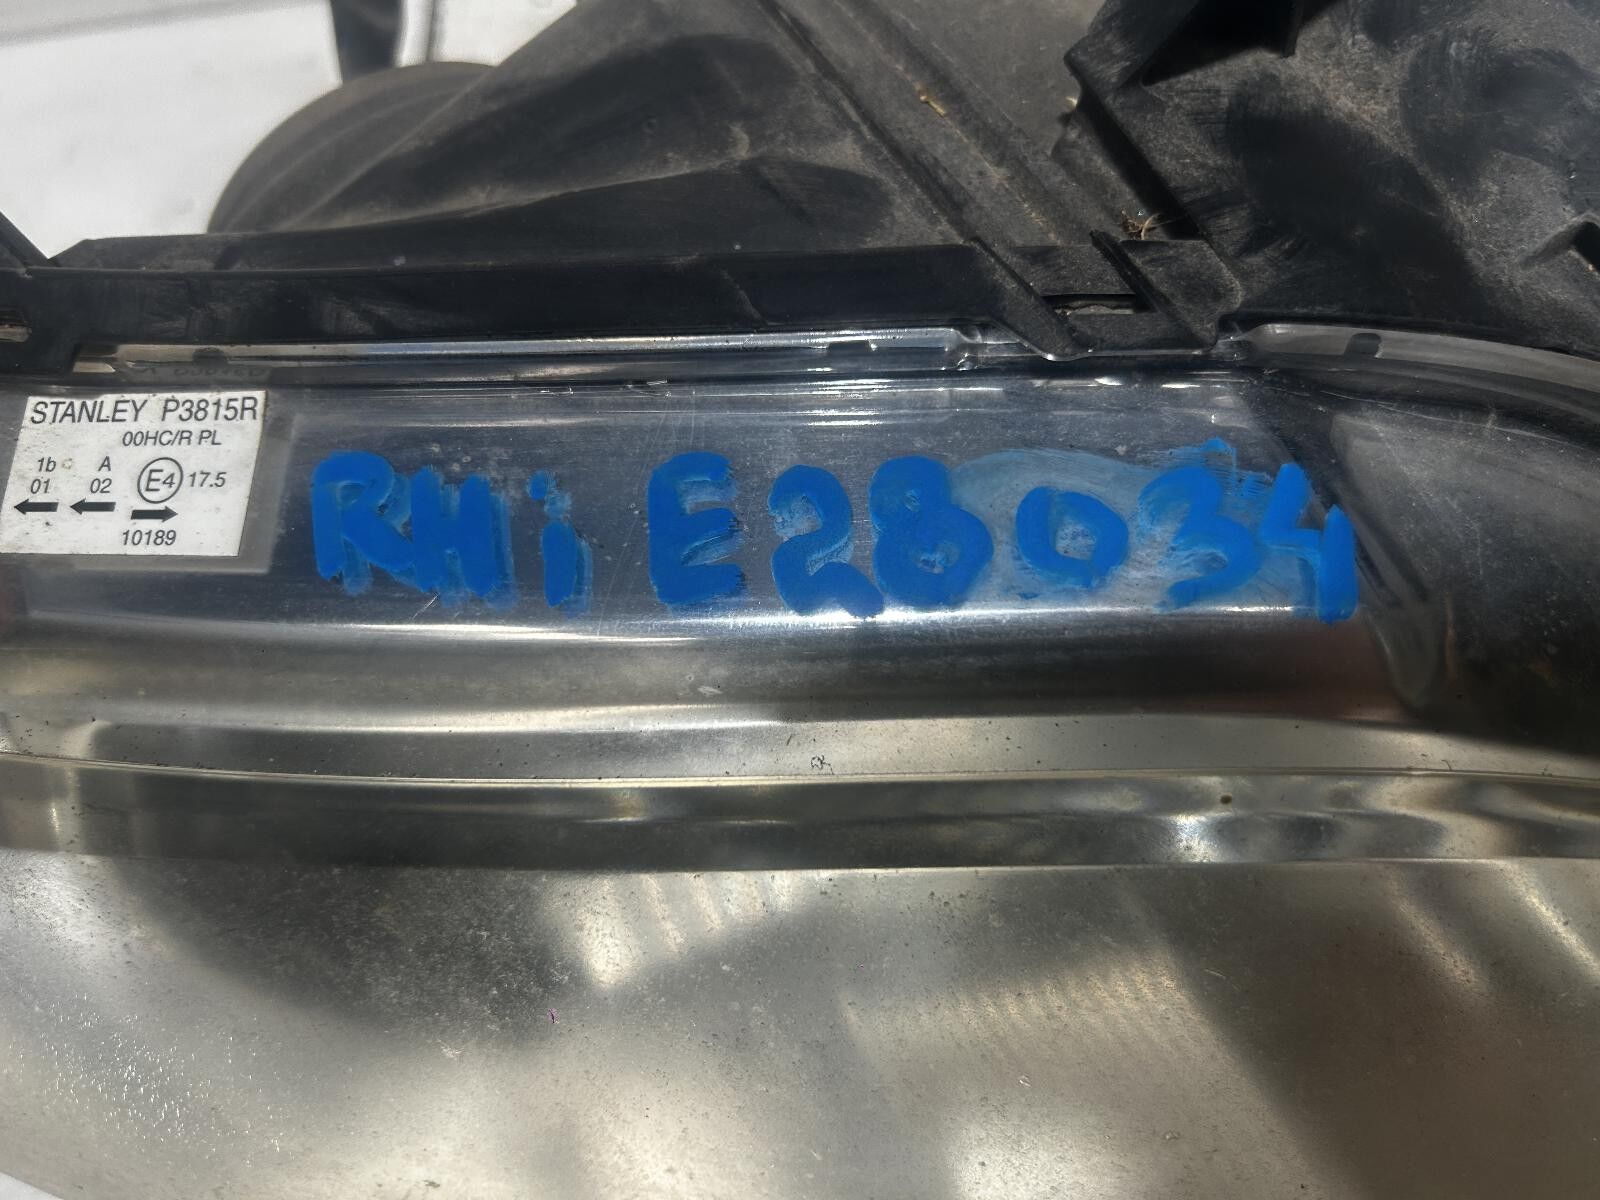 STANLEY P3815R
00HC/R PL
1b A E4 17.5
01 02
10189
RHi E28034